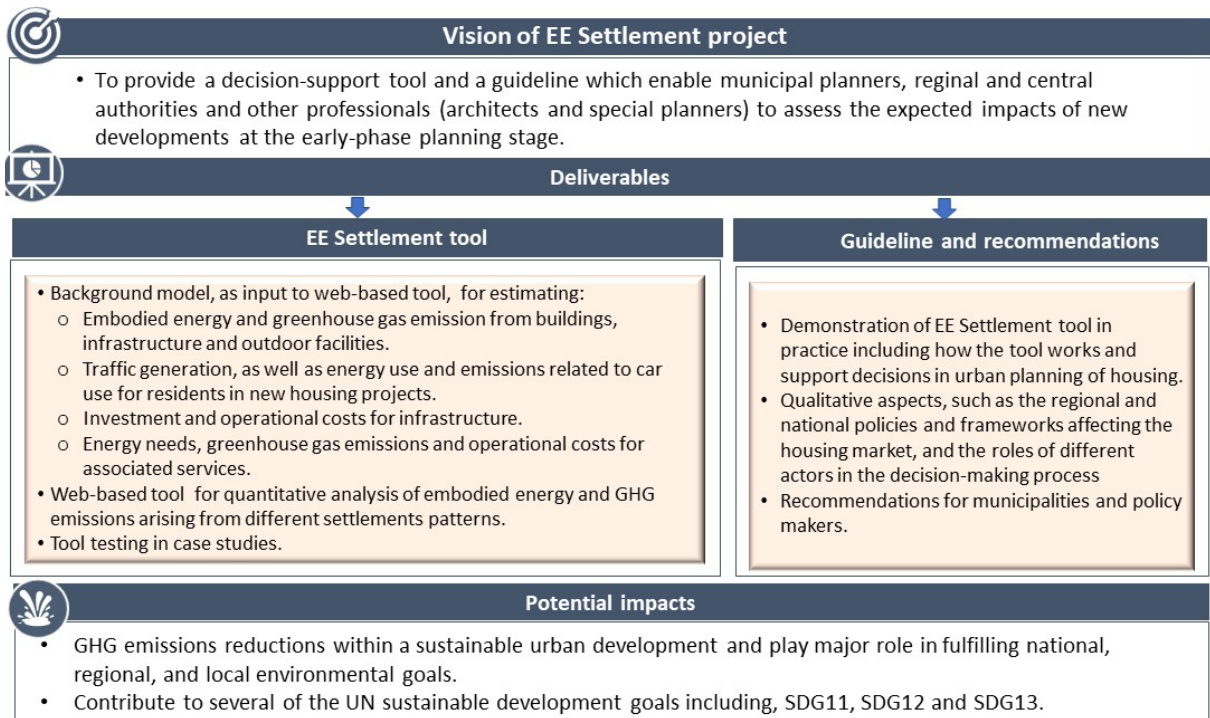 Vision of EE Settlement project
• To provide a decision-support tool and a guideline which enable municipal planners, reginal and central
authorities and other professionals (architects and special planners) to assess the expected impacts of new
developments at the early-phase planning stage.
Deliverables
EE Settlement tool
• Background model, as input to web-based tool, for estimating:
o Embodied energy and greenhouse gas emission from buildings,
infrastructure and outdoor facilities.
o Traffic generation, as well as energy use and emissions related to car
use for residents in new housing projects.
o Investment and operational costs for infrastructure.
o Energy needs, greenhouse gas emissions and operational costs for
associated services.
• Web-based tool for quantitative analysis of embodied energy and GHG
emissions arising from different settlements patterns.
• Tool testing in case studies.
Guideline and recommendations
• Demonstration of EE Settlement tool in
practice including how the tool works and
support decisions in urban planning of housing.
• Qualitative aspects, such as the regional and
national policies and frameworks affecting the
housing market, and the roles of different
actors in the decision-making process
• Recommendations for municipalities and policy
makers.
Potential impacts
• GHG emissions reductions within a sustainable urban development and play major role in fulfilling national,
regional, and local environmental goals.
• Contribute to several of the UN sustainable development goals including, SDG11, SDG12 and SDG13.